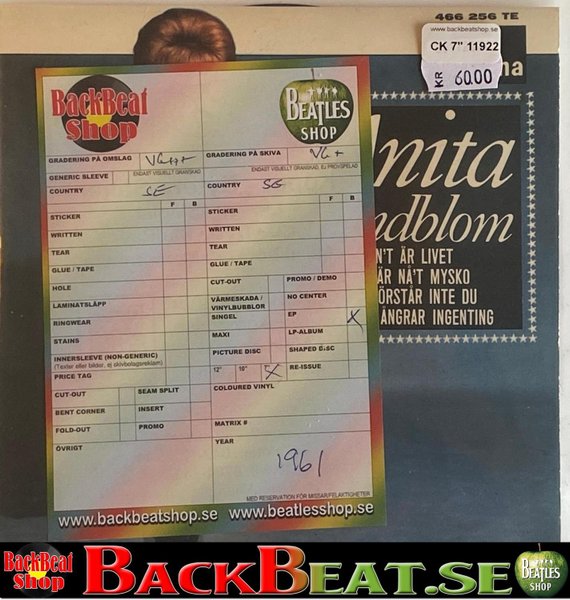 466 256 TE
www.backbeatshop.se
CK 7" 11922
KR 60.00
na
BackBeat
Shop
BEATLES
SHOP
GRADERING PÅ OMSLAG VG+++
GRADERING PÅ SKIVA VG+
ENDAST VISUELLT GRANSKAD
ENDAST VISUELLT GRANSKAD, EJ PROVSPELAD
GENERIC SLEEVE
COUNTRY SE
COUNTRY SE
F B
F B
STICKER
STICKER
WRITTEN
WRITTEN
TEAR
TEAR
GLUE / TAPE
GLUE / TAPE
HOLE
CUT-OUT
PROMO / DEMO
LAMINATSLÄPP
VÄRMESKADA /
VINYLBUBBLOR
NO CENTER
RINGWEAR
SINGEL
EP X
STAINS
MAXI
LP-ALBUM
INNERSLEEVE (NON-GENERIC)
(Texter eller bilder, ej skivbolagsreklam)
PICTURE DISC
SHAPED DISC
PRICE TAG
12" 10" X
RE-ISSUE
CUT-OUT
SEAM SPLIT
COLOURED VINYL
BENT CORNER
INSERT
FOLD-OUT
PROMO
MATRIX #
ÖVRIGT
YEAR
1961
MED RESERVATION FÖR MISSAR/FELAKTIGHETER
www.backbeatshop.se www.beatlesshop.se
nita
ndblom
N'T ÄR LIVET
ÄR NÅ'T MYSKO
ÖRSTÅR INTE DU
ÅNGRAR INGENTING
BackBeat
Shop
BACKBEAT.SE
BEATLES
SHOP